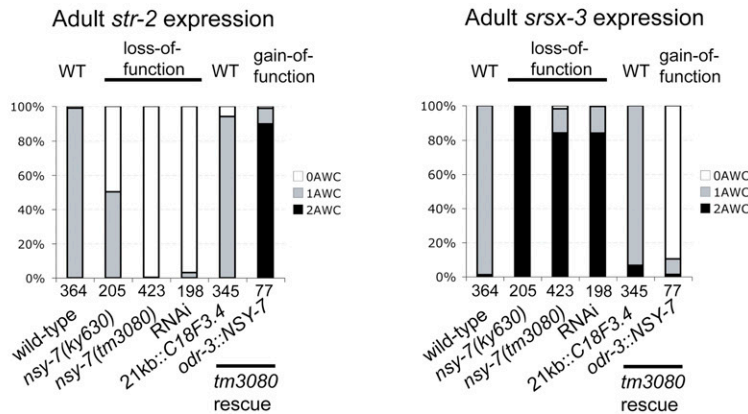 Adult str-2 expression
loss-of-
function
WT
WT
gain-of-
function
100%
80%
60%
40%
20%
0%
0AWC
1AWC
2AWC
364
205
423
198
345
77
wild-type
nsy-7(ky630)
nsy-7(tm3080)
RNAi
21kb::C18F3.4
odr-3::NSY-7
tm3080
rescue
Adult srsx-3 expression
loss-of-
function
WT
WT
gain-of-
function
100%
80%
60%
40%
20%
0%
0AWC
1AWC
2AWC
364
205
423
198
345
77
wild-type
nsy-7(ky630)
nsy-7(tm3080)
RNAi
21kb::C18F3.4
odr-3::NSY-7
tm3080
rescue